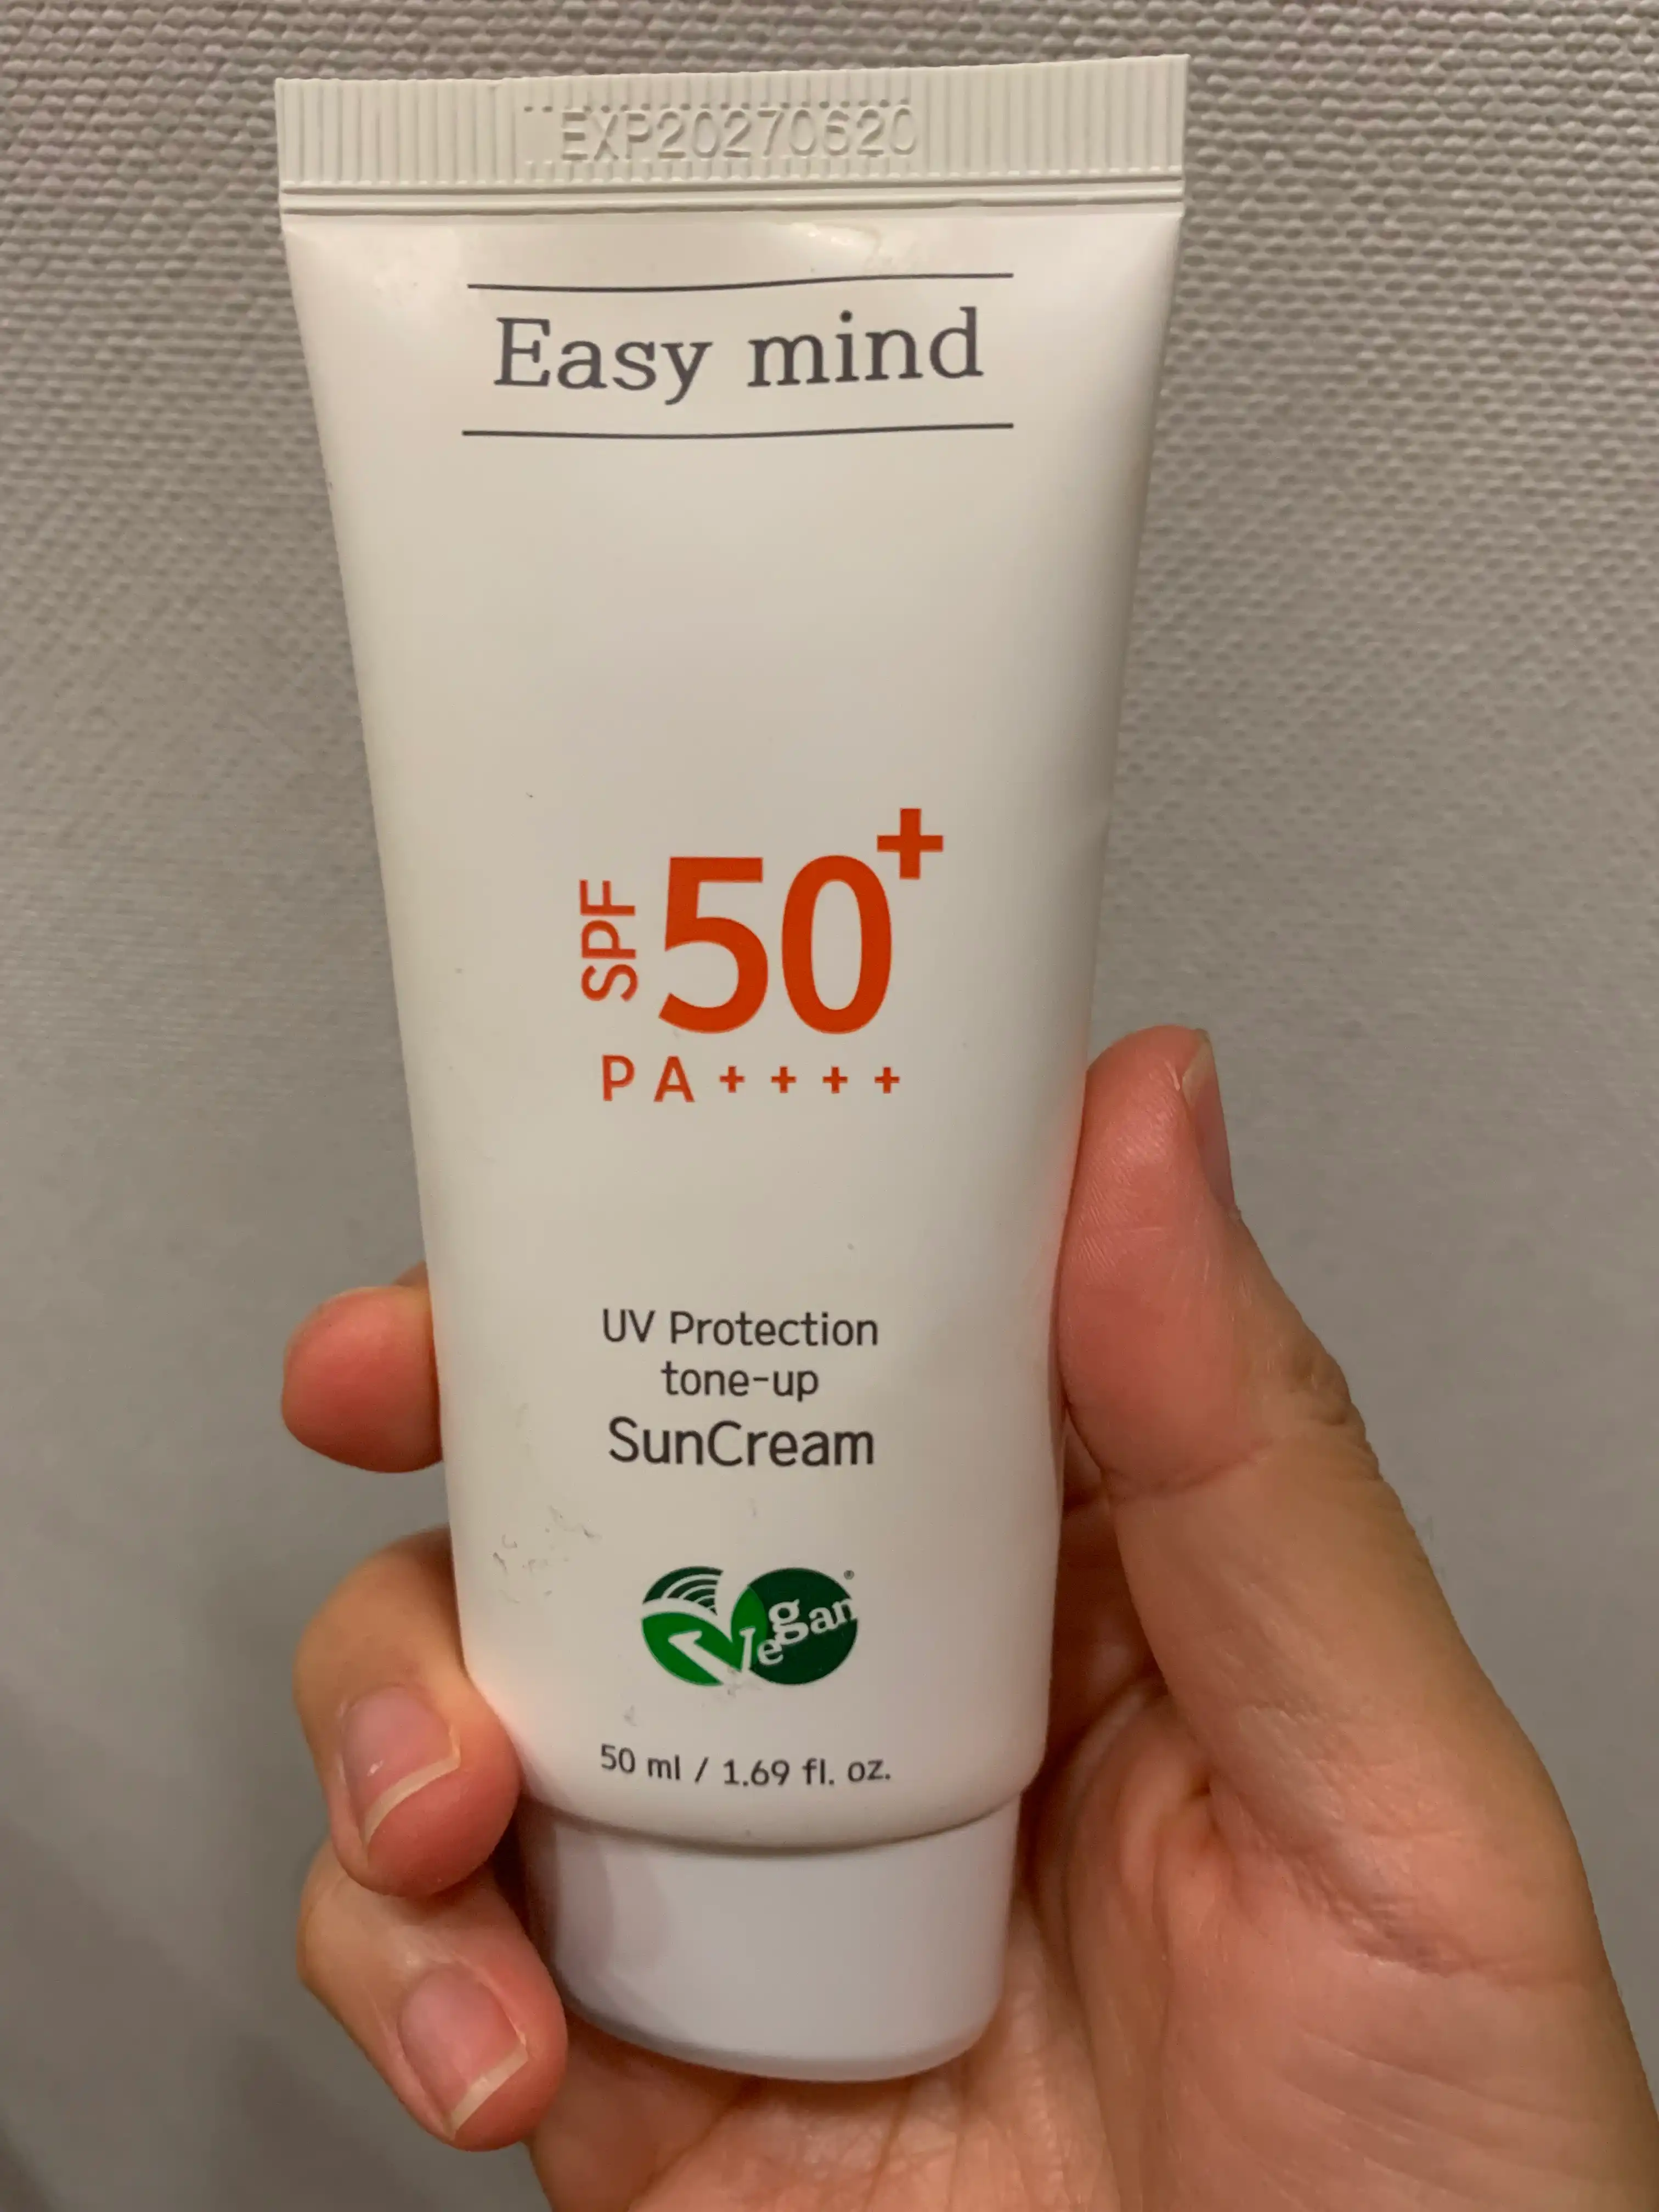 EXP20270620
Easy mind
SPF 50+
PA++++
UV Protection
tone-up
SunCream
Vegan®
50 ml / 1.69 fl. oz.